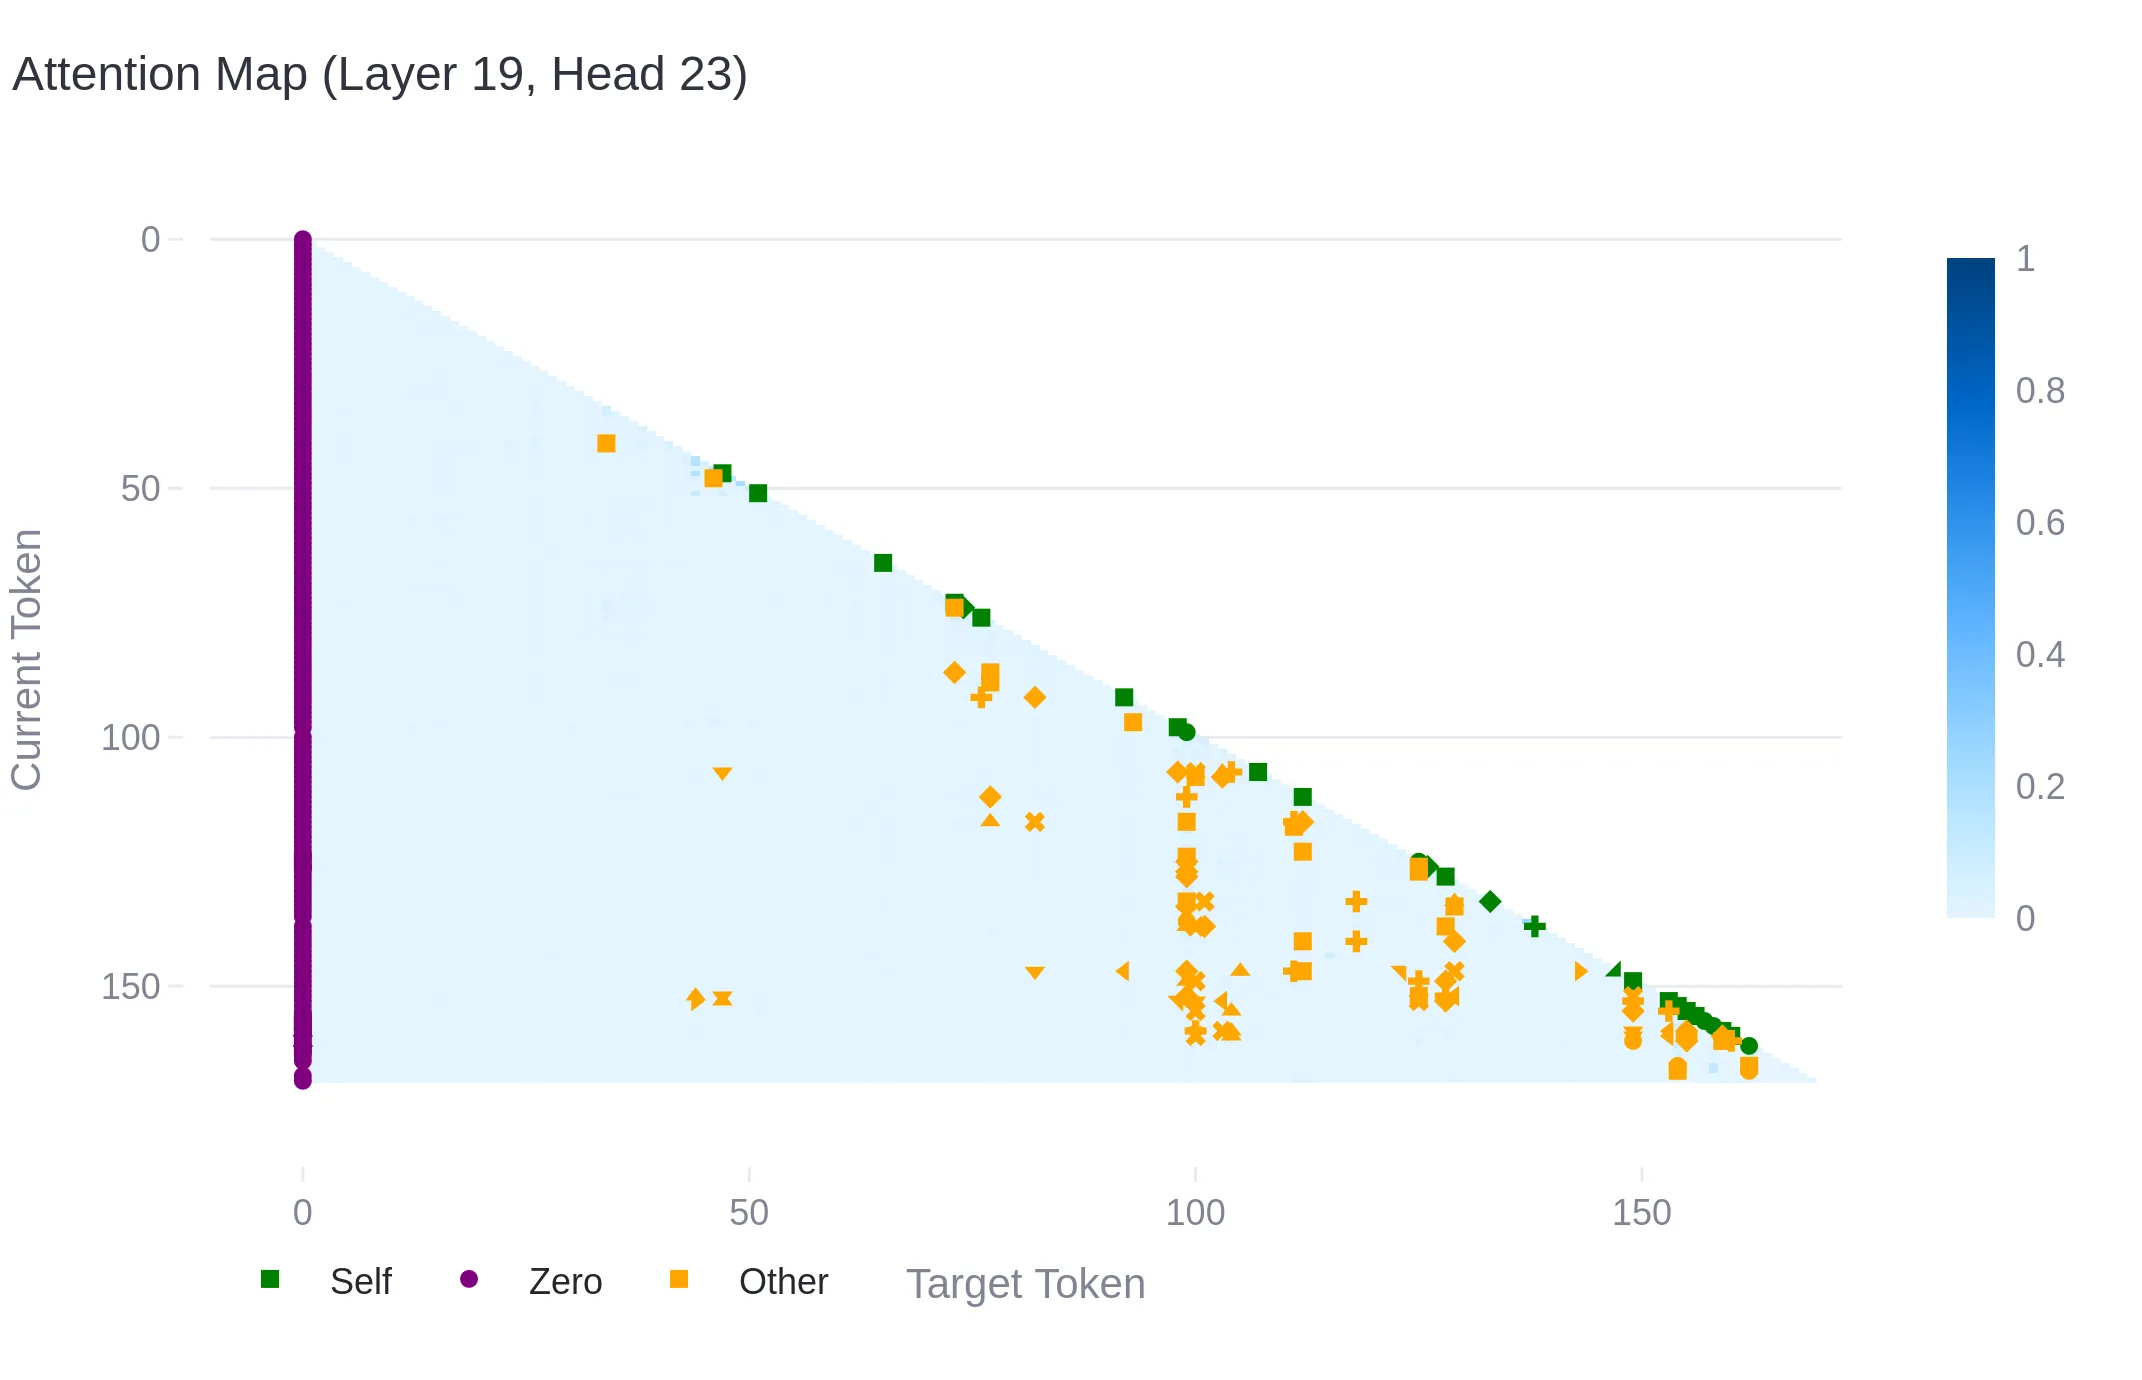 Attention Map (Layer 19, Head 23)
0
50
100
150
Current Token
0
50
100
150
Target Token
Self
Zero
Other
1
0.8
0.6
0.4
0.2
0